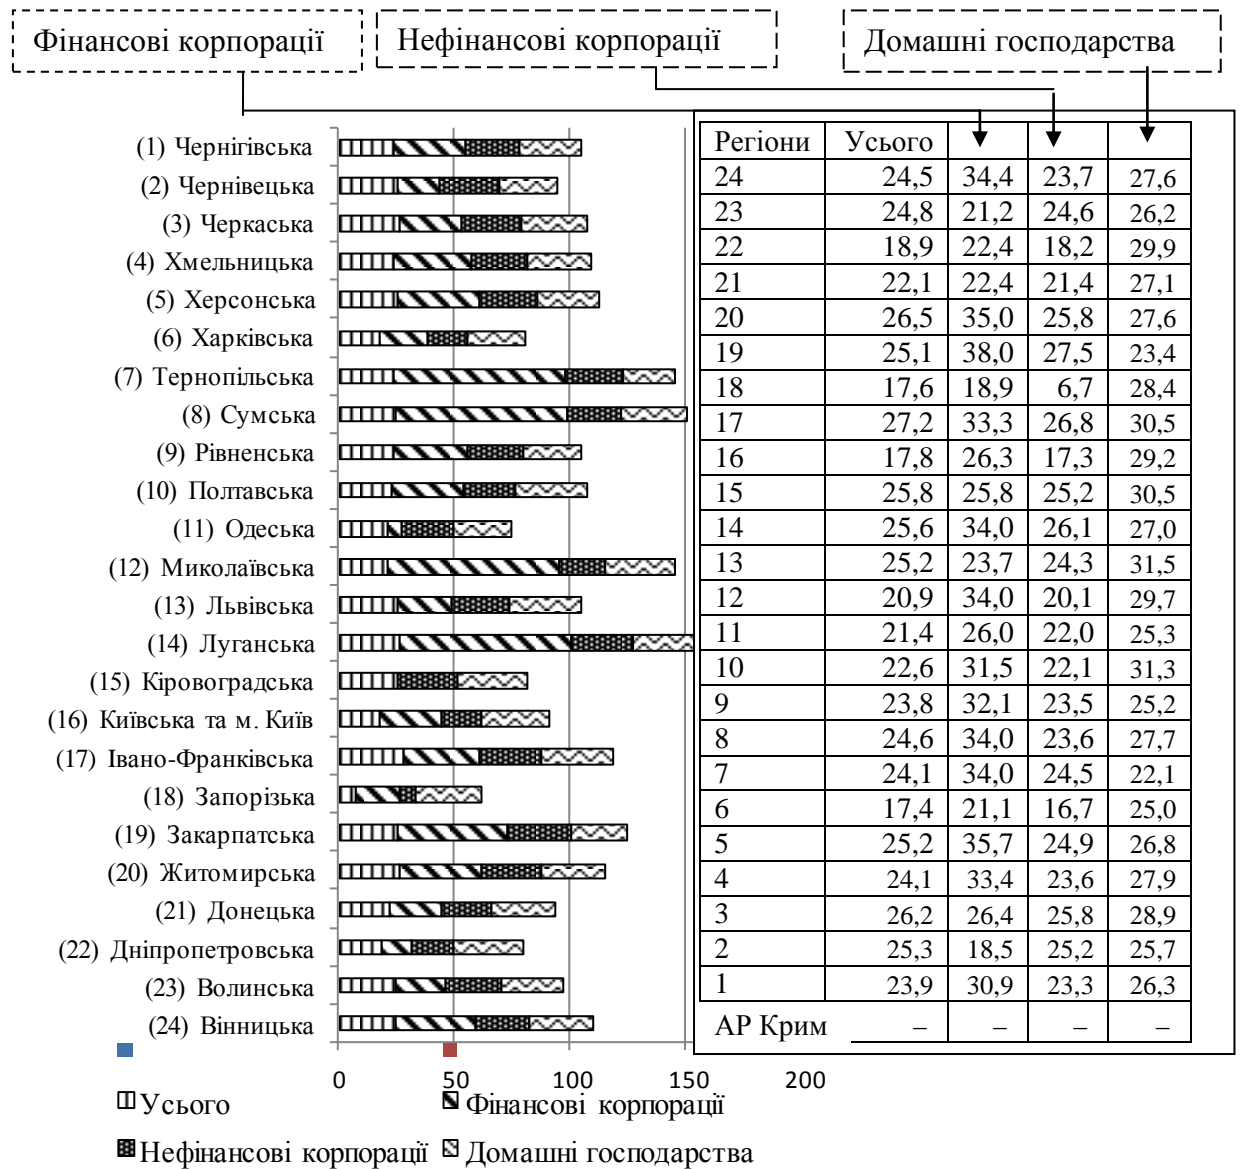 Фінансові корпорації
Нефінансові корпорації
Домашні господарства
(1) Чернігівська
(2) Чернівецька
(3) Черкаська
(4) Хмельницька
(5) Херсонська
(6) Харківська
(7) Тернопільська
(8) Сумська
(9) Рівненська
(10) Полтавська
(11) Одеська
(12) Миколаївська
(13) Львівська
(14) Луганська
(15) Кіровоградська
(16) Київська та м. Київ
(17) Івано-Франківська
(18) Запорізька
(19) Закарпатська
(20) Житомирська
(21) Донецька
(22) Дніпропетровська
(23) Волинська
(24) Вінницька
0 50 100 150 200
Усього
Фінансові корпорації
Нефінансові корпорації
Домашні господарства
Регіони Усього
24 24,5 34,4 23,7 27,6
23 24,8 21,2 24,6 26,2
22 18,9 22,4 18,2 29,9
21 22,1 22,4 21,4 27,1
20 26,5 35,0 25,8 27,6
19 25,1 38,0 27,5 23,4
18 17,6 18,9 6,7 28,4
17 27,2 33,3 26,8 30,5
16 17,8 26,3 17,3 29,2
15 25,8 25,8 25,2 30,5
14 25,6 34,0 26,1 27,0
13 25,2 23,7 24,3 31,5
12 20,9 34,0 20,1 29,7
11 21,4 26,0 22,0 25,3
10 22,6 31,5 22,1 31,3
9 23,8 32,1 23,5 25,2
8 24,6 34,0 23,6 27,7
7 24,1 34,0 24,5 22,1
6 17,4 21,1 16,7 25,0
5 25,2 35,7 24,9 26,8
4 24,1 33,4 23,6 27,9
3 26,2 26,4 25,8 28,9
2 25,3 18,5 25,2 25,7
1 23,9 30,9 23,3 26,3
АР Крим – – – –